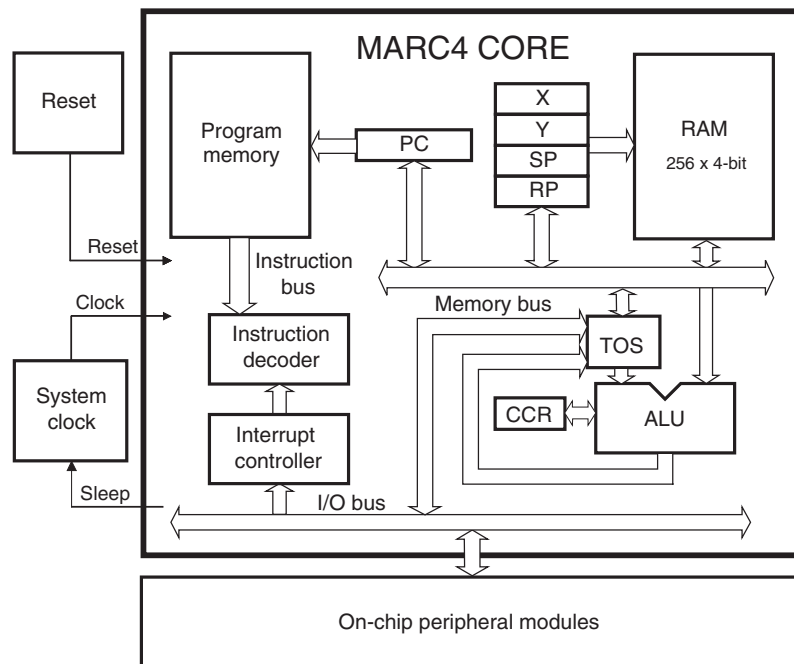 MARC4 CORE
Reset
Program
memory
PC
X
Y
SP
RP
RAM
256 x 4-bit
Reset
Instruction
bus
Clock
Memory bus
Instruction
decoder
TOS
System
clock
CCR
ALU
Interrupt
controller
Sleep
I/O bus
On-chip peripheral modules